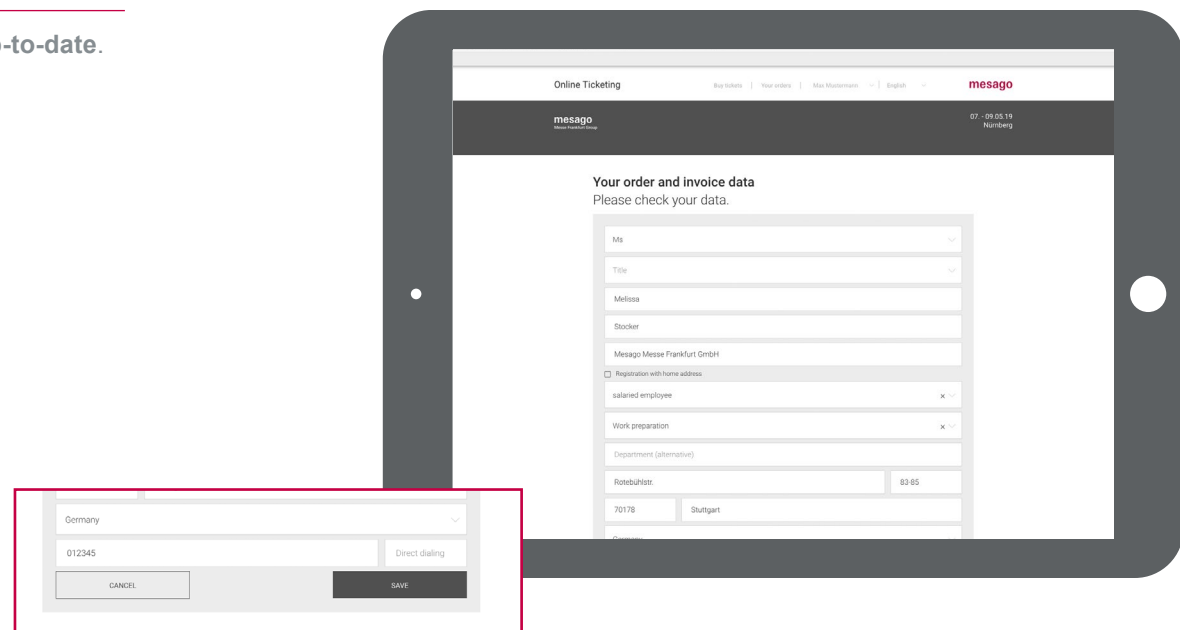 -to-date.
Online Ticketing
Buy tickets | Your orders | Max Mustermann | English
mesago
mesago
Messe Frankfurt Group
07. - 09.05.19
Nürnberg
Your order and invoice data
Please check your data.
Ms
Title
Melissa
Stocker
Mesago Messe Frankfurt GmbH
Registration with home address
salaried employee
Work preparation
Department (alternative)
Rotebühlstr. 83-85
70178 Stuttgart
Germany
Germany
012345 Direct dialing
CANCEL SAVE